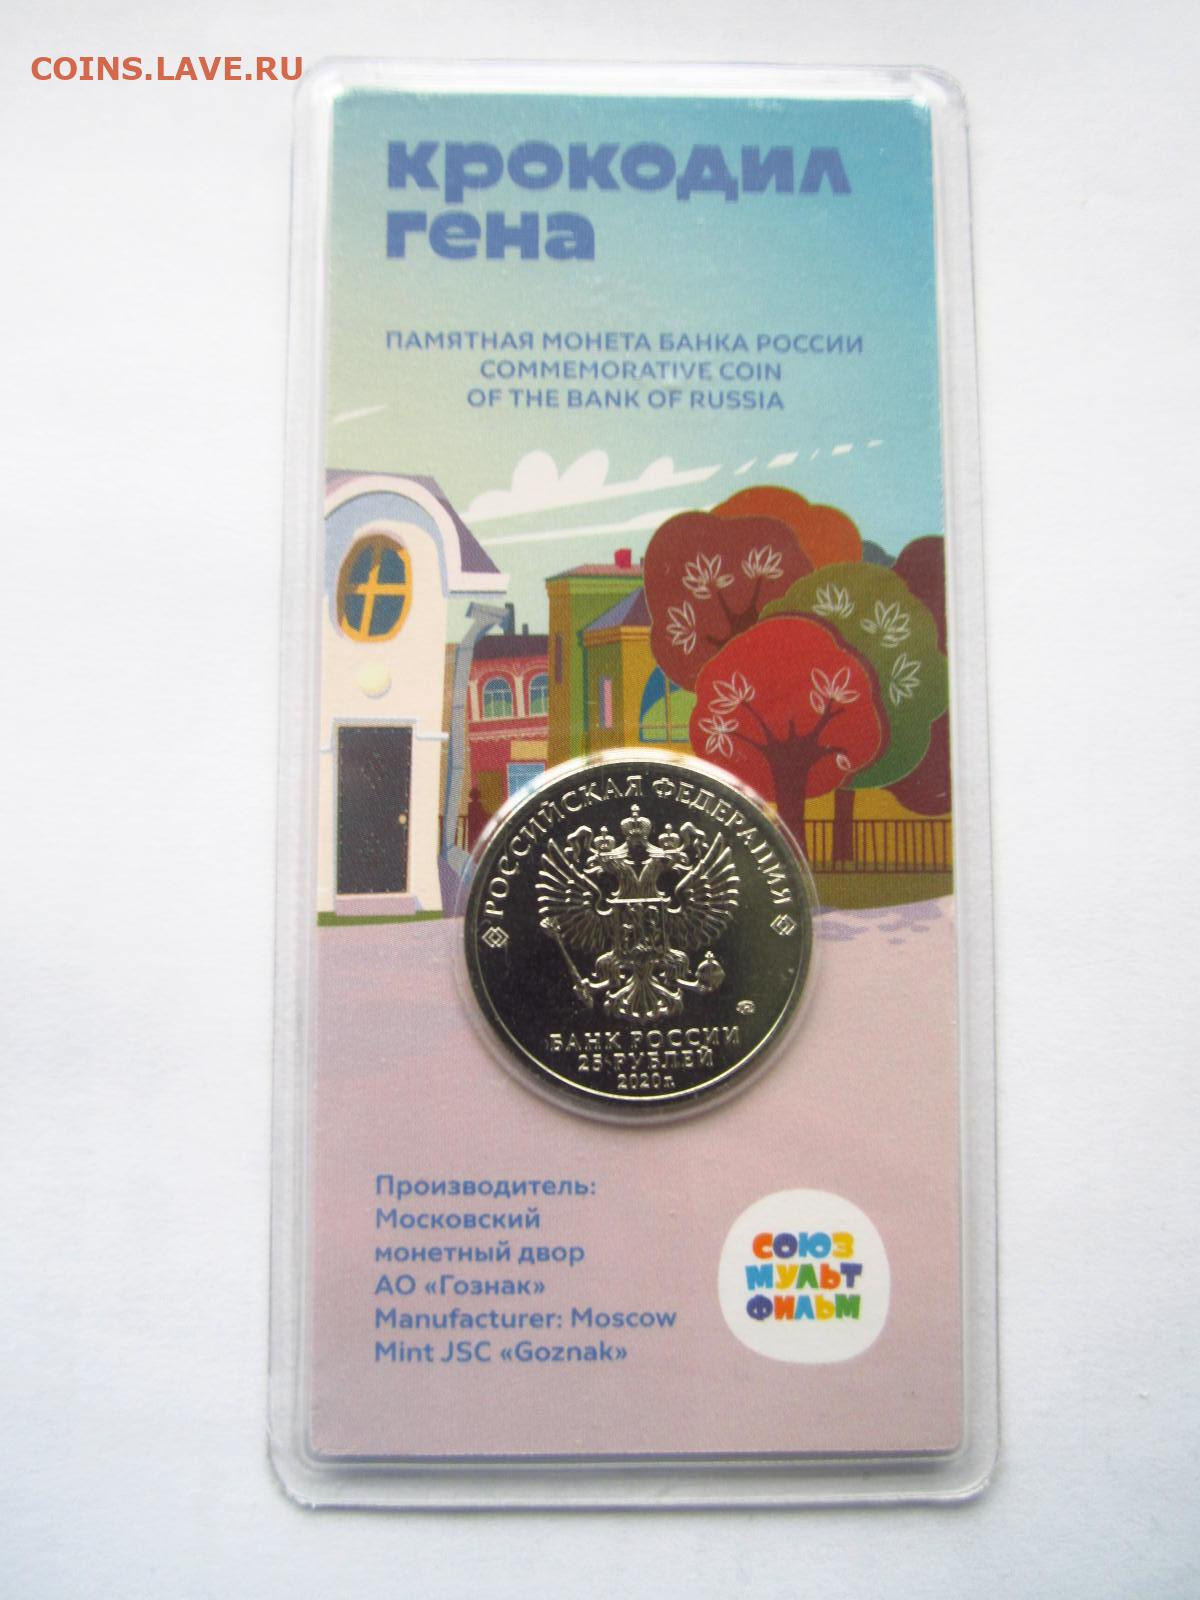 COINS.LAVE.RU
крокодил
гена
ПАМЯТНАЯ МОНЕТА БАНКА РОССИИ
COMMEMORATIVE COIN
OF THE BANK OF RUSSIA
РОССИЙСКАЯ ФЕДЕРАЦИЯ
БАНК РОССИИ
25 РУБЛЕЙ
2020 г.
Производитель:
Московский
монетный двор
АО «Гознак»
Manufacturer: Moscow
Mint JSC «Goznak»
СОЮЗ
МУЛЬТ
ФИЛЬМ